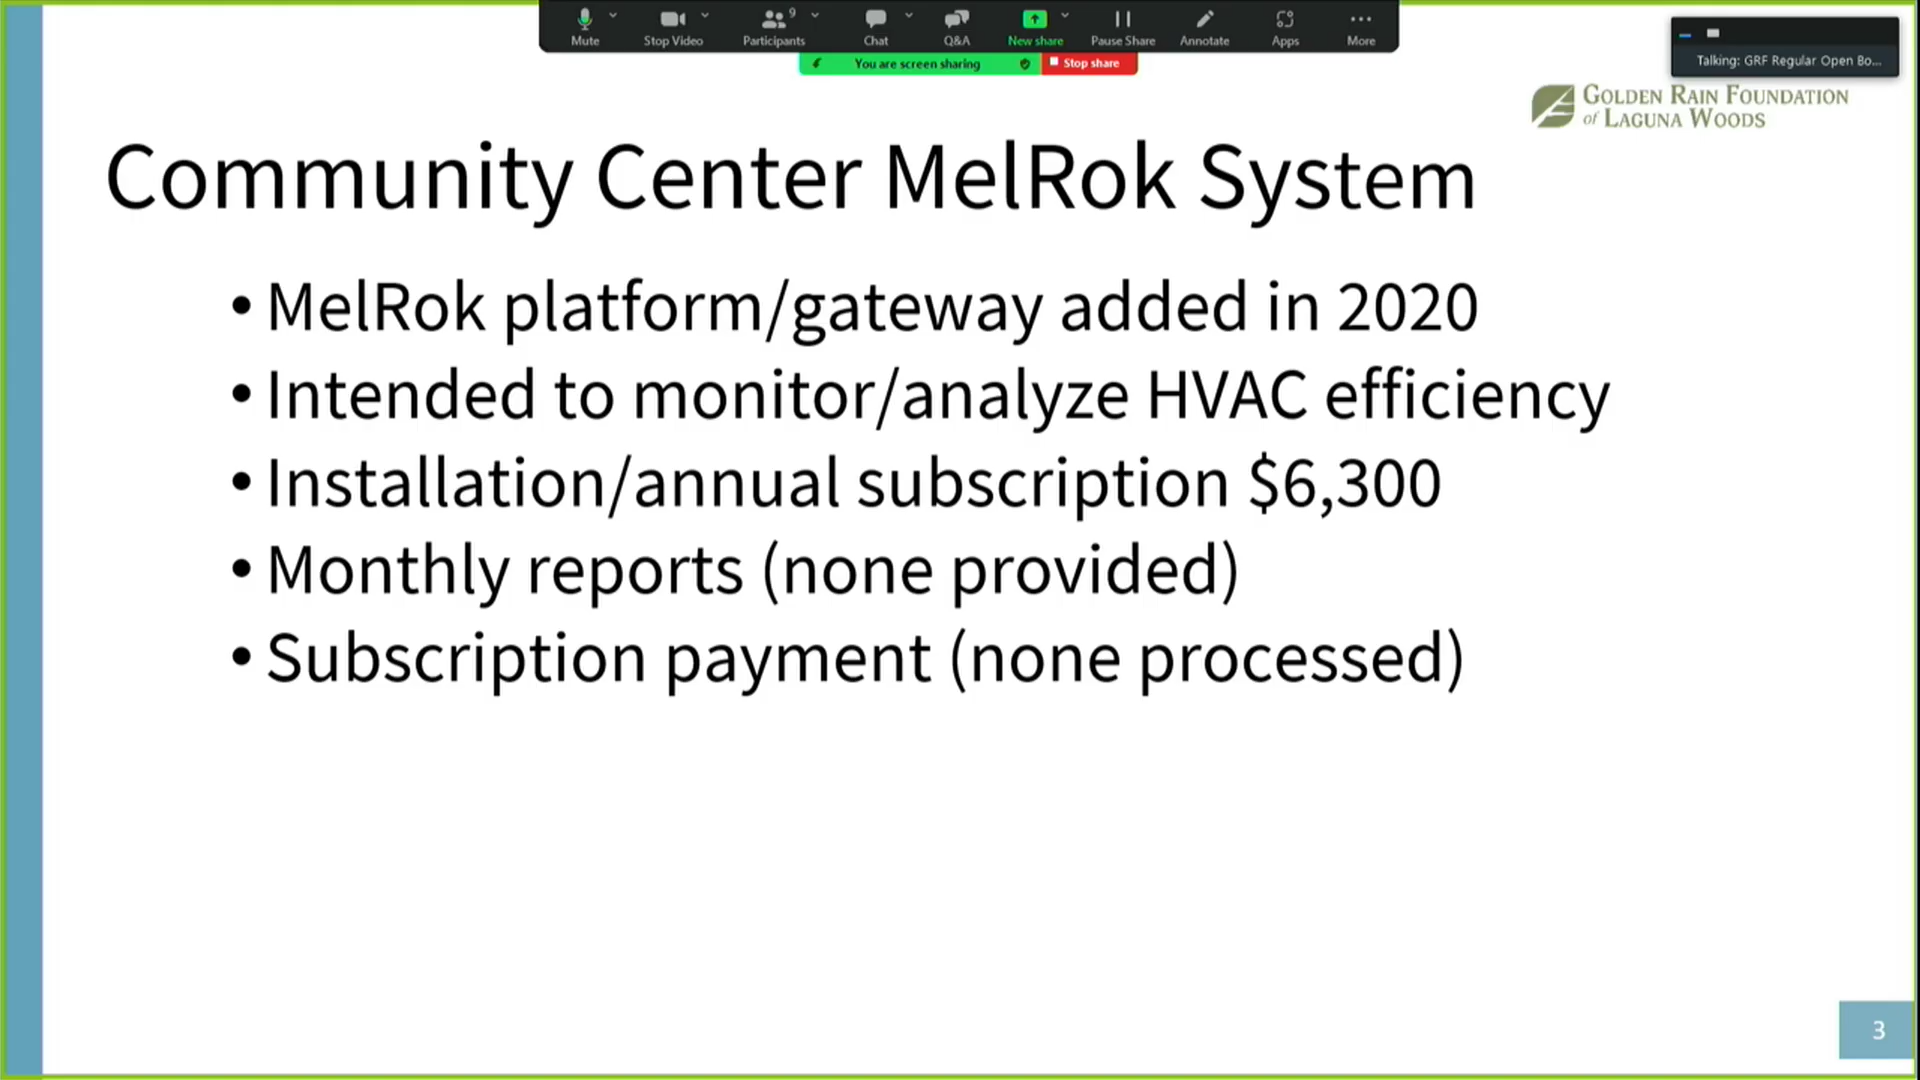 Mute
Stop Video
9
Participants
Chat
Q&A
New share
Pause Share
Annotate
Apps
More
You are screen sharing
Stop share
Talking: GRF Regular Open Bo...
GOLDEN RAIN FOUNDATION
of LAGUNA WOODS
Community Center MelRok System
• MelRok platform/gateway added in 2020
• Intended to monitor/analyze HVAC efficiency
• Installation/annual subscription $6,300
• Monthly reports (none provided)
• Subscription payment (none processed)
3